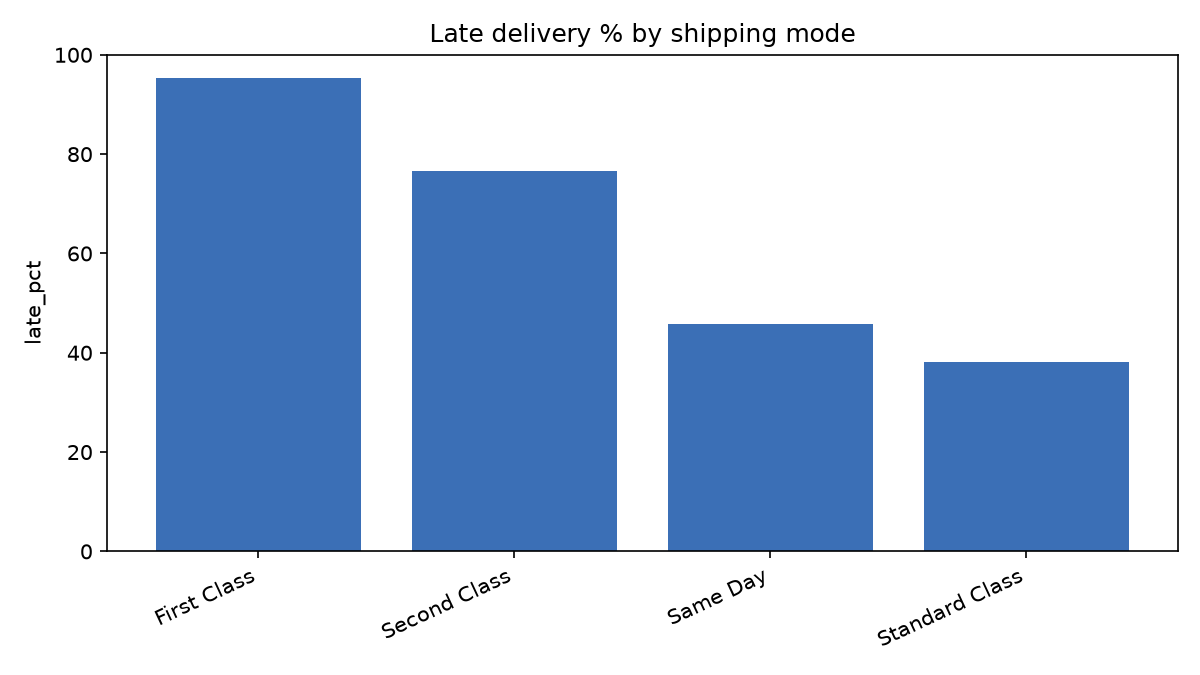 Late delivery % by shipping mode
late_pct
100
80
60
40
20
0
First Class
Second Class
Same Day
Standard Class